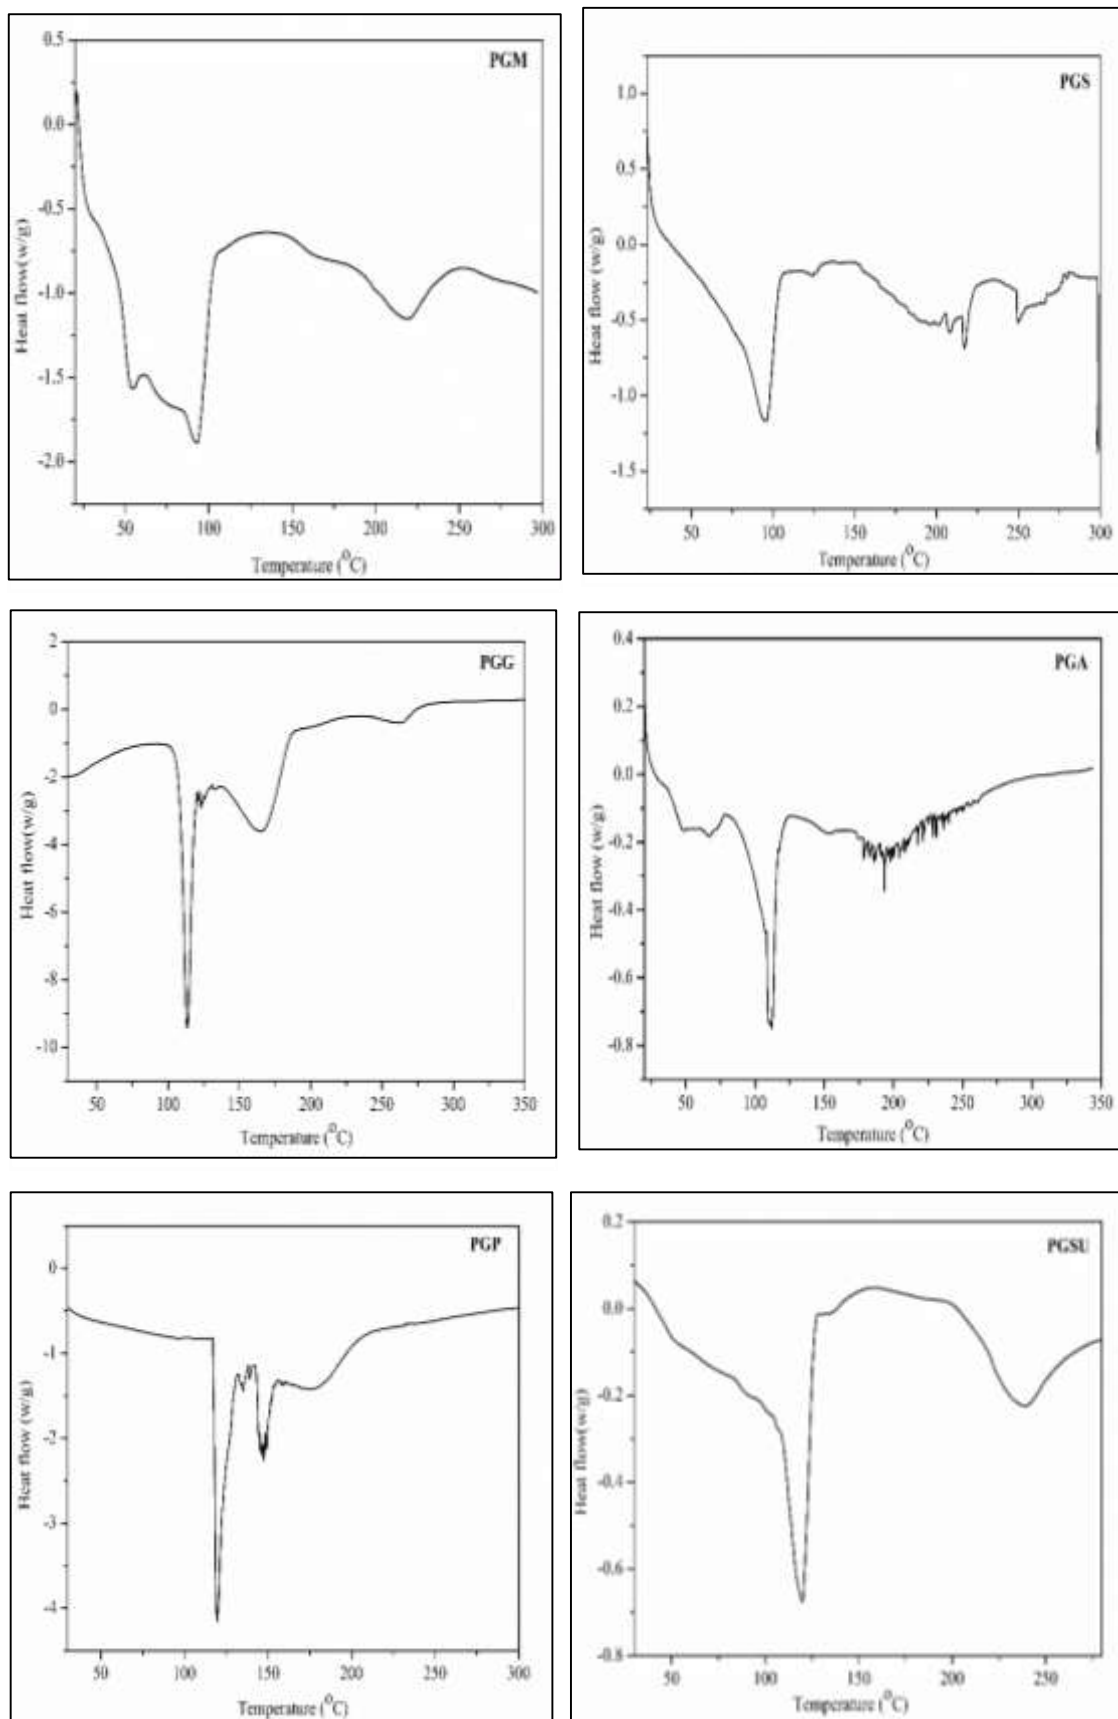 PGM
0.5
0.0
-0.5
-1.0
-1.5
-2.0
Heat flow(w/g)
50 100 150 200 250 300
Temperature (°C)
PGS
1.0
0.5
0.0
-0.5
-1.0
-1.5
Heat flow (w/g)
50 100 150 200 250 300
Temperature (°C)
PGG
2
0
-2
-4
-6
-8
-10
Heat flow(w/g)
50 100 150 200 250 300 350
Temperature (°C)
PGA
0.4
0.2
0.0
-0.2
-0.4
-0.6
-0.8
Heat flow (w/g)
50 100 150 200 250 300 350
Temperature (°C)
PGP
0
-1
-2
-3
-4
Heat flow (w/g)
50 100 150 200 250 300
Temperature (°C)
PGSU
0.2
0.0
-0.2
-0.4
-0.6
-0.8
Heat flow(w/g)
50 100 150 200 250
Temperature (°C)